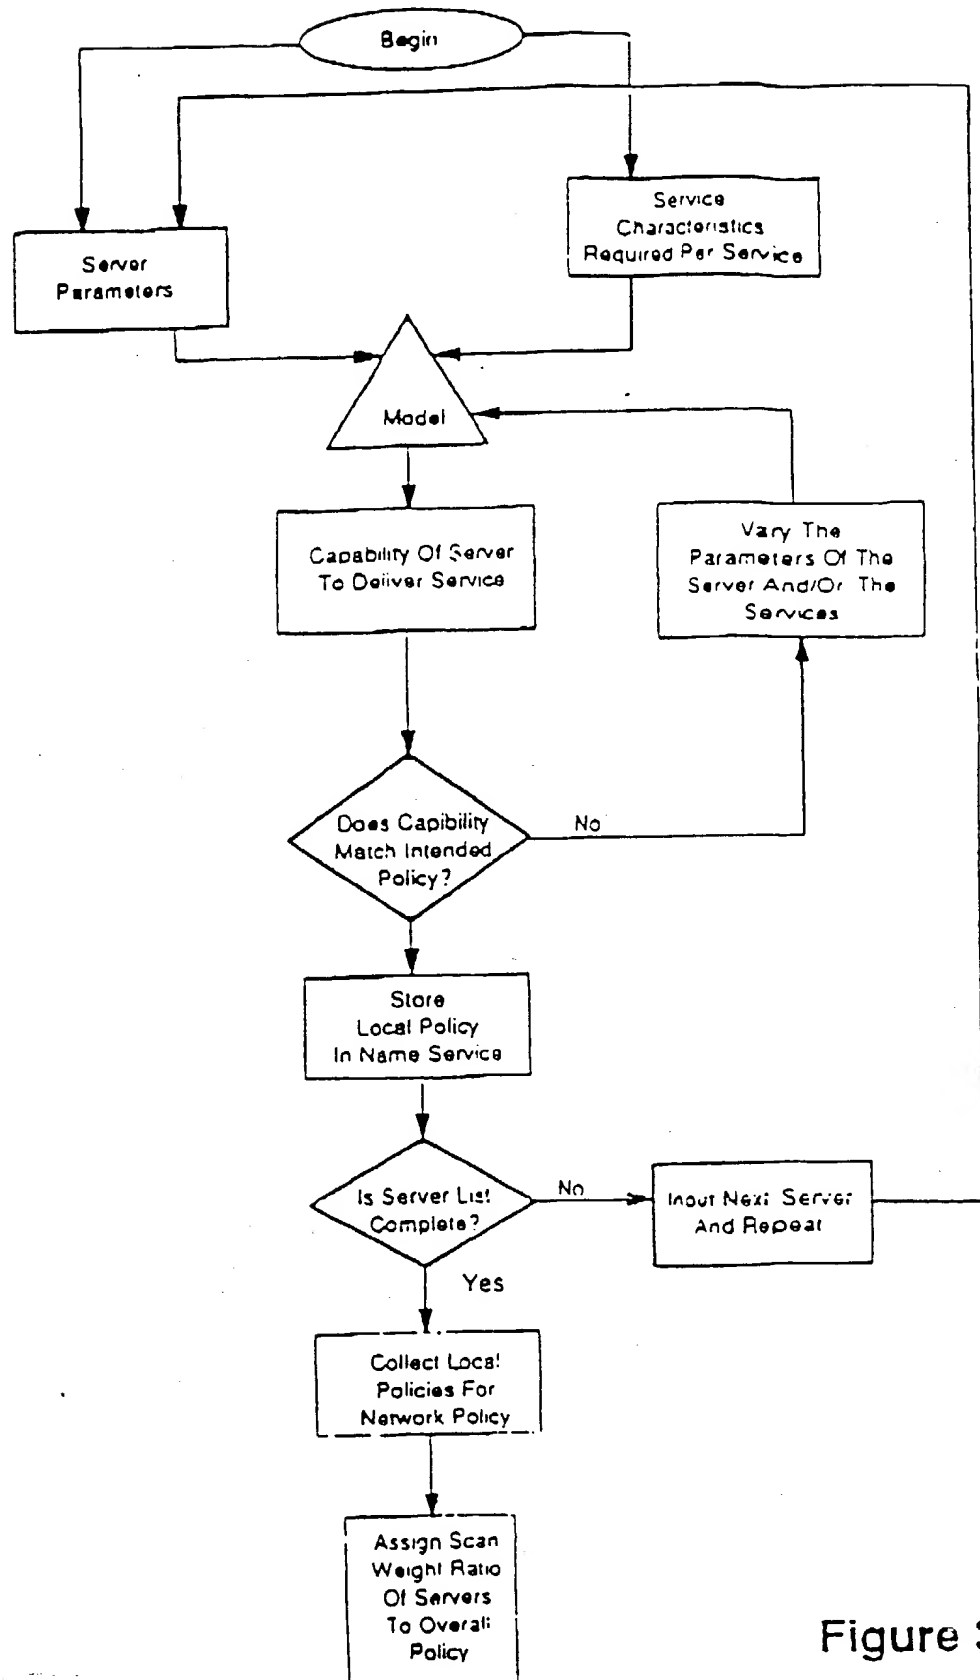 Begin
Service
Characteristics
Required Per Service
Server
Parameters
Model
Capability Of Server
To Deliver Service
Vary The
Parameters Of The
Server And/Or The
Services
Does Capibility
Match Intended
Policy?
No
Store
Local Policy
In Name Service
Is Server List
Complete?
No
Input Next Server
And Repeat
Yes
Collect Local
Policies For
Network Policy
Assign Scan
Weight Ratio
Of Servers
To Overall
Policy
Figure